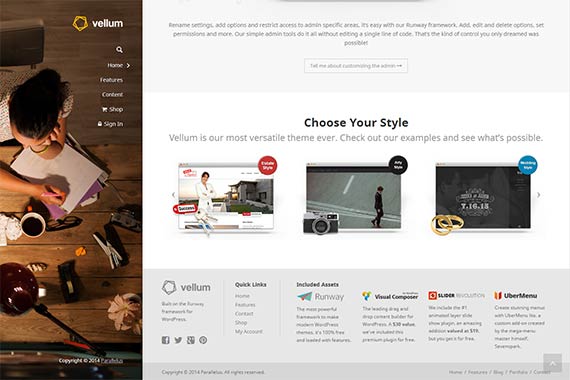 vellum
Home
Features
Content
Shop
Sign In
Copyright © 2014 Parallelus
Rename settings, add options and restrict access to admin specific areas, it's easy with our Runway framework. Add, edit and delete options, set
permissions and more. Our simple admin tools do it all without editing a single line of code. That's the kind of control you only dreamed was
possible!
Tell me about customizing the admin
Choose Your Style
Vellum is our most versatile theme ever. Check out our examples and see what's possible.
Estate Style
Success
Arty Style
Wedding Style
7.16.15
vellum
Built on the Runway
framework for
WordPress.
Quick Links
Home
Features
Contact
Shop
My Account
Included Assets
Runway
The most powerful
framework to make
modern WordPress
themes. It's 100% free
and loaded with features.
Visual Composer
The leading drag and
drop content builder for
WordPress. A $30 value,
we've included this
premium plugin for free.
SLIDER REVOLUTION
We include the #1
animated layer slide
show plugin, an amazing
addition valued at $19,
but you get it for free.
UberMenu
Create stunning menus
with UberMenu lite, a
custom add-on created
by the mega-menu
master himself,
Sevenspark.
Copyright © 2014 Parallelus. All rights reserved.
Home / Features / Blog / Portfolio / Contact